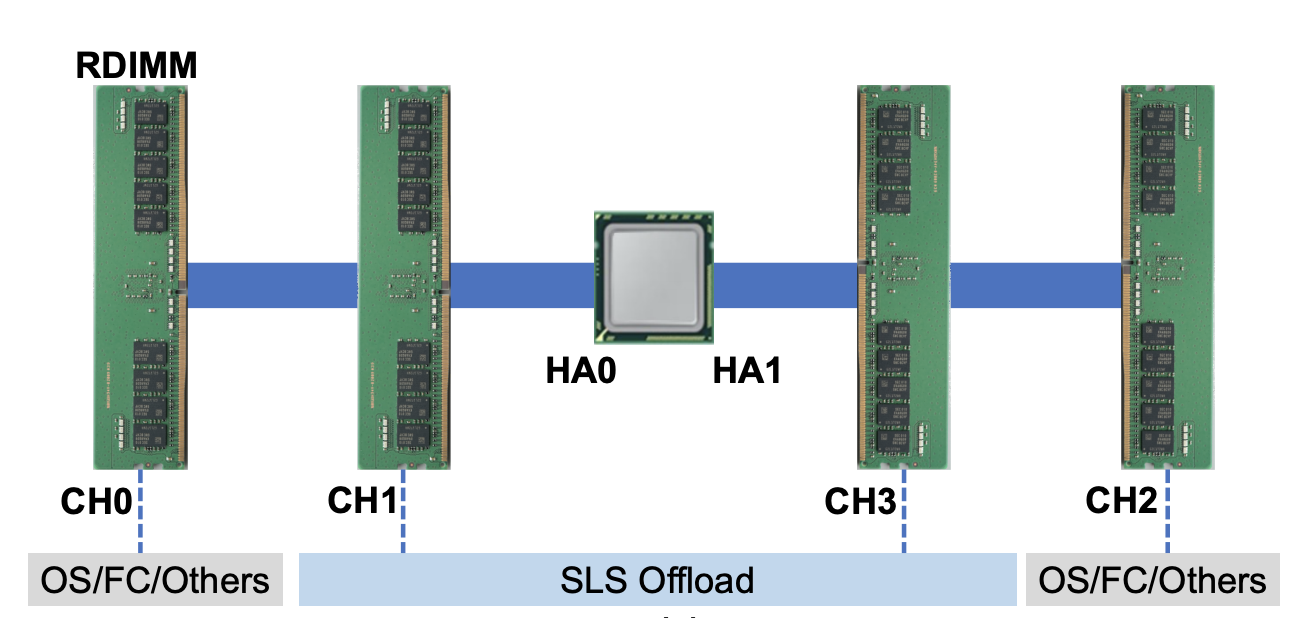 RDIMM
HA0 HA1
CH0 CH1 CH3 CH2
OS/FC/Others SLS Offload OS/FC/Others